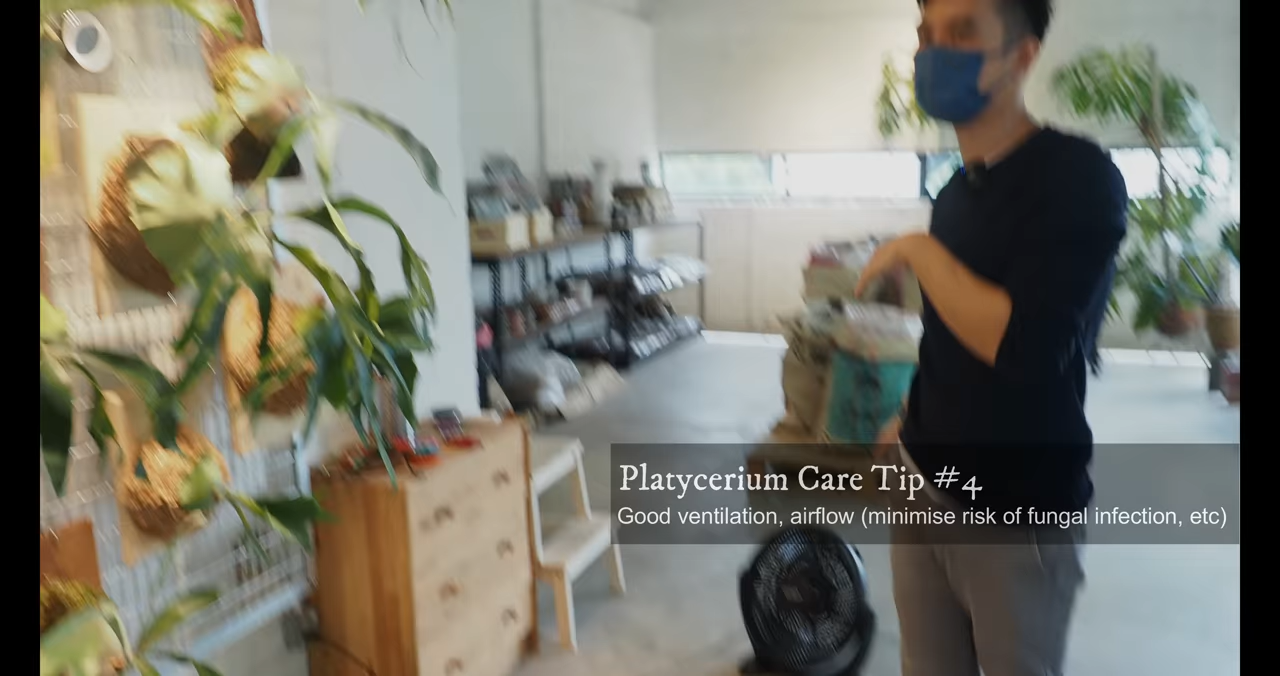 Platycerium Care Tip #4
Good ventilation, airflow (minimise risk of fungal infection, etc)